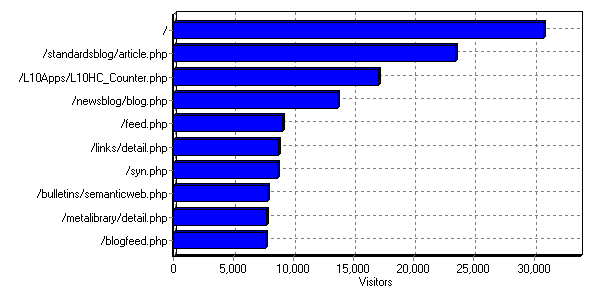 /
/standardsblog/article.php
/L10Apps/L10HC_Counter.php
/newsblog/blog.php
/feed.php
/links/detail.php
/syn.php
/bulletins/semanticweb.php
/metalibrary/detail.php
/blogfeed.php
0 5,000 10,000 15,000 20,000 25,000 30,000
Visitors